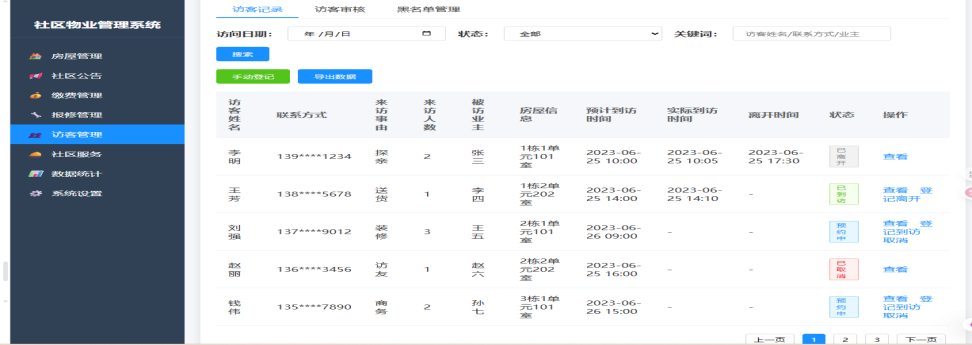 社区物业管理系统
房屋管理
社区公告
缴费管理
报修管理
访客管理
社区服务
数据统计
系统设置
访客记录 访客审核 黑名单管理
访问日期： 年/月/日 状态： 全部 关键词： 访客姓名/联系方式/业主
搜索
手动登记 导出数据
访客姓名 联系方式 来访事由 来访人数 被访业主 房屋信息 预计到访时间 实际到访时间 离开时间 状态 操作
李明 139****1234 探亲 2 张三 1栋1单元101室 2023-06-25 10:00 2023-06-25 10:05 2023-06-25 17:30 已离开 查看
王芳 138****5678 送货 1 李四 1栋2单元202室 2023-06-25 14:00 2023-06-25 14:10 - 已到访 查看 登记离开
刘强 137****9012 装修 3 王五 2栋1单元101室 2023-06-26 09:00 - - 预约中 查看 登记到访 取消
赵丽 136****3456 访友 1 赵六 2栋2单元202室 2023-06-25 16:00 - - 已取消 查看
钱伟 135****7890 商务 2 孙七 3栋1单元101室 2023-06-26 15:00 - - 预约中 查看 登记到访 取消
上一页 1 2 3 下一页